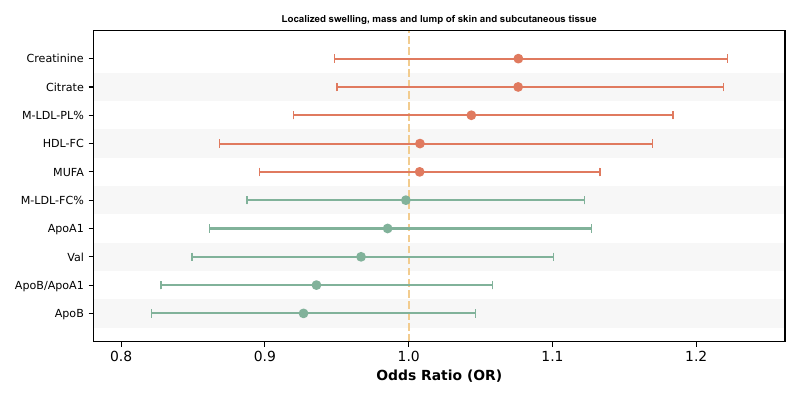 Localized swelling, mass and lump of skin and subcutaneous tissue
Creatinine
Citrate
M-LDL-PL%
HDL-FC
MUFA
M-LDL-FC%
ApoA1
Val
ApoB/ApoA1
ApoB
0.8 0.9 1.0 1.1 1.2
Odds Ratio (OR)